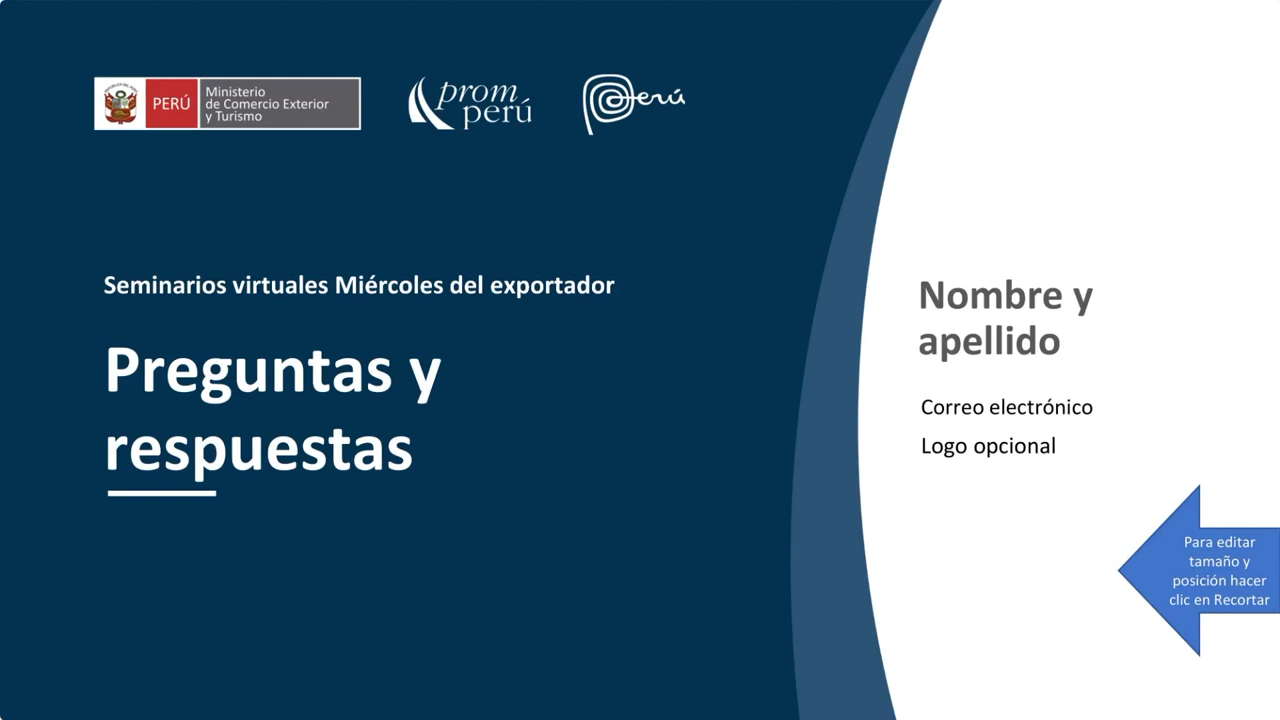 PERÚ
Ministerio
de Comercio Exterior
y Turismo
prom
perú
Perú
Seminarios virtuales Miércoles del exportador
Preguntas y
respuestas
Nombre y
apellido
Correo electrónico
Logo opcional
Para editar
tamaño y
posición hacer
clic en Recortar